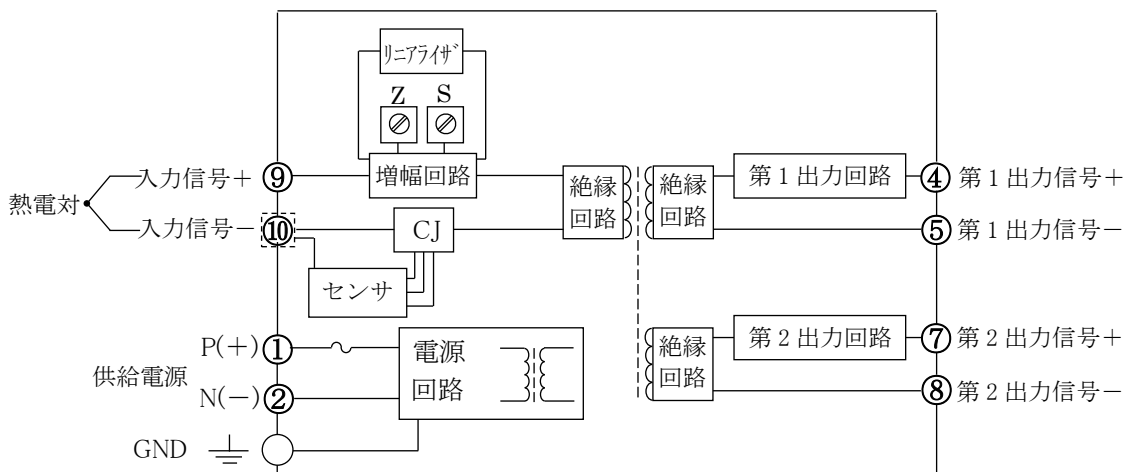 リニアライザ
Z S
入力信号+ ⑨ 増幅回路
熱電対
入力信号− ⑩ CJ
センサ
絶縁
回路
絶縁
回路
第1出力回路 ④ 第1出力信号+
⑤ 第1出力信号−
P(+) ① 電源
回路
供給電源
N(−) ②
GND
絶縁
回路
第2出力回路 ⑦ 第2出力信号+
⑧ 第2出力信号−